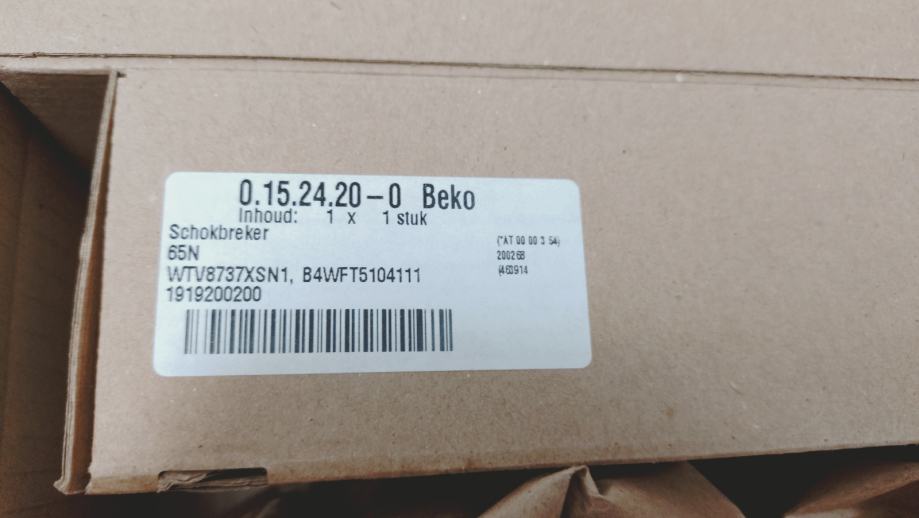 0.15.24.20-0 Beko
Inhoud: 1 x 1 stuk
Schokbreker
65N
WTV8737XSN1, B4WFT5104111
1919200200
(*AT 00 00 3 54)
200268
(460914